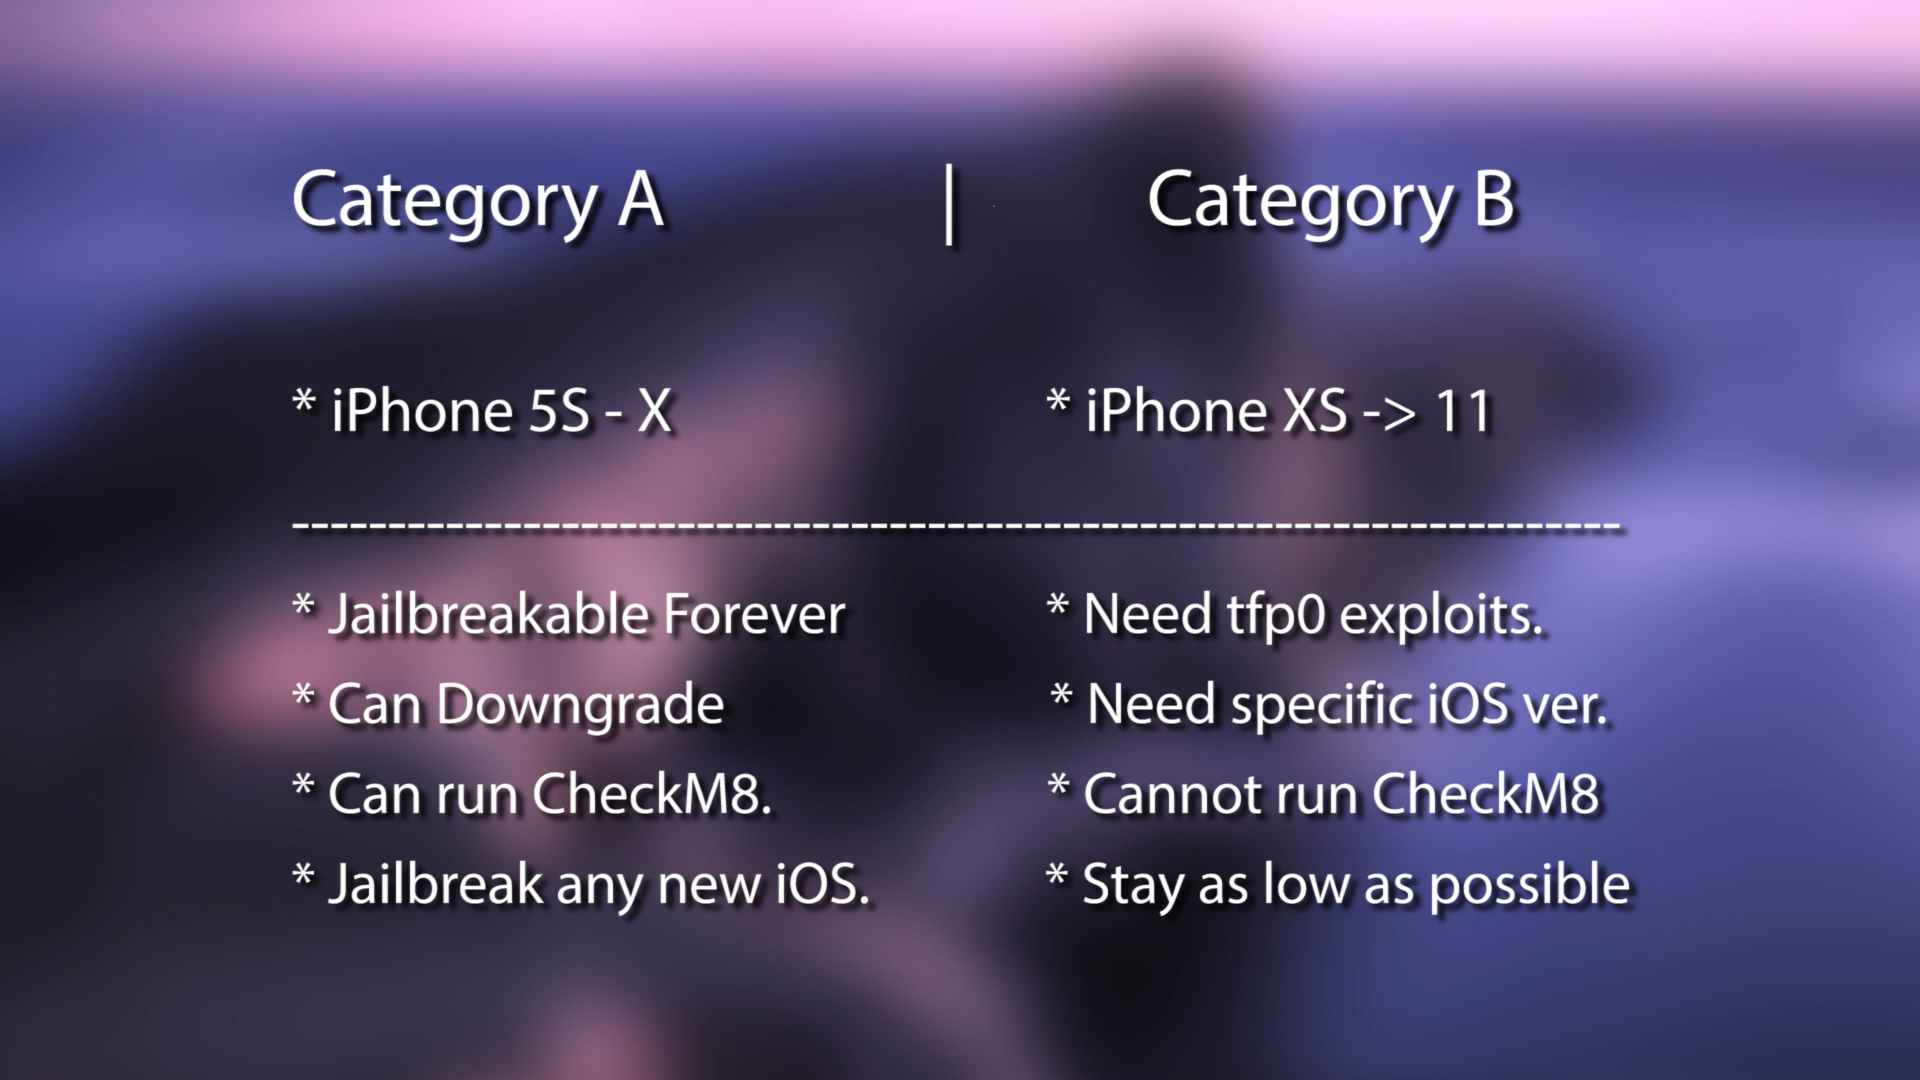 Category A | Category B
* iPhone 5S - X * iPhone XS -> 11
---------------------------------------------------------------------
* Jailbreakable Forever * Need tfp0 exploits.
* Can Downgrade * Need specific iOS ver.
* Can run CheckM8. * Cannot run CheckM8
* Jailbreak any new iOS. * Stay as low as possible